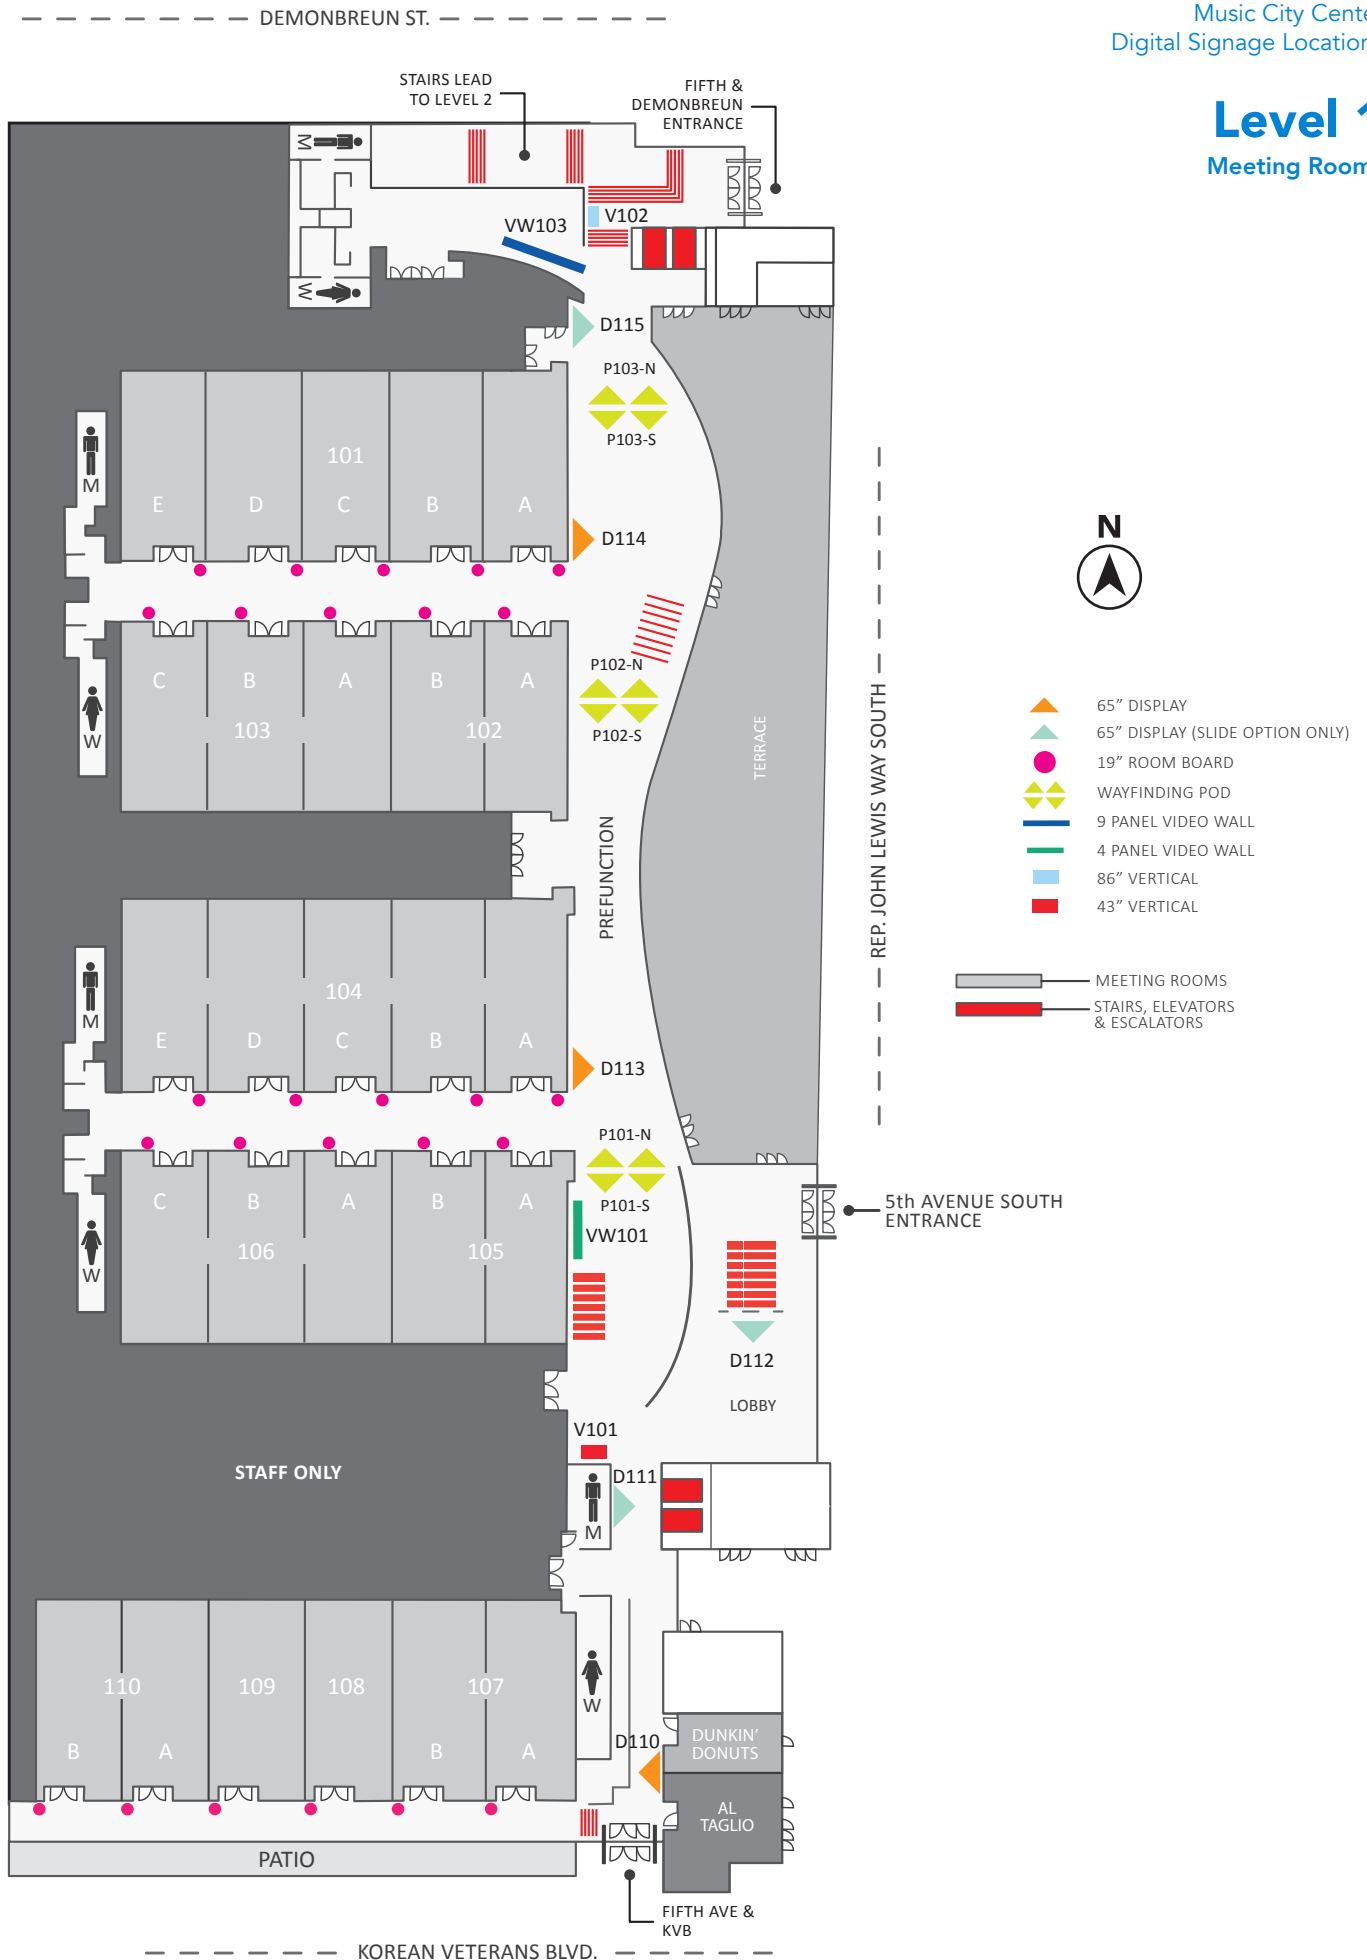 DEMONBREUN ST.
Music City Cente
Digital Signage Location
Level 1
Meeting Room
STAIRS LEAD
TO LEVEL 2
FIFTH &
DEMONBREUN
ENTRANCE
M
W
VW103
V102
D115
P103-N
P103-S
101
E D C B A
M
D114
C B A B A
103 102
W
P102-N
P102-S
TERRACE
PREFUNCTION
REP. JOHN LEWIS WAY SOUTH
N
65” DISPLAY
65” DISPLAY (SLIDE OPTION ONLY)
19” ROOM BOARD
WAYFINDING POD
9 PANEL VIDEO WALL
4 PANEL VIDEO WALL
86” VERTICAL
43” VERTICAL
MEETING ROOMS
STAIRS, ELEVATORS
& ESCALATORS
104
M
E D C B A
D113
P101-N
P101-S
C B A B A
106 105
W
VW101
5th AVENUE SOUTH
ENTRANCE
D112
LOBBY
V101
STAFF ONLY
D111
M
110 109 108 107
B A B A
W
D110
DUNKIN’
DONUTS
AL
TAGLIO
PATIO
FIFTH AVE &
KVB
KOREAN VETERANS BLVD.